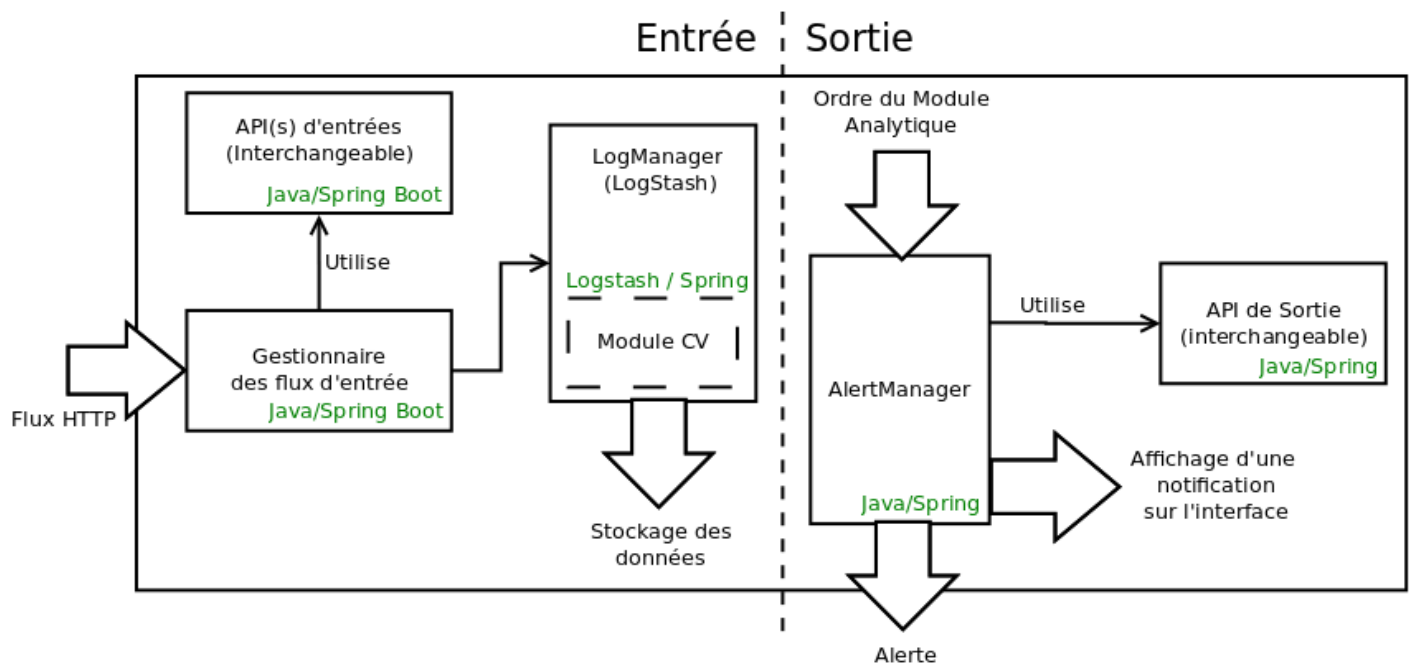 Entrée
Sortie
API(s) d'entrées
(Interchangeable)
Java/Spring Boot
Utilise
Gestionnaire
des flux d'entrée
Java/Spring Boot
Flux HTTP
LogManager
(LogStash)
Logstash / Spring
Module CV
Stockage des
données
Ordre du Module
Analytique
AlertManager
Java/Spring
Utilise
API de Sortie
(interchangeable)
Java/Spring
Affichage d'une
notification
sur l'interface
Alerte